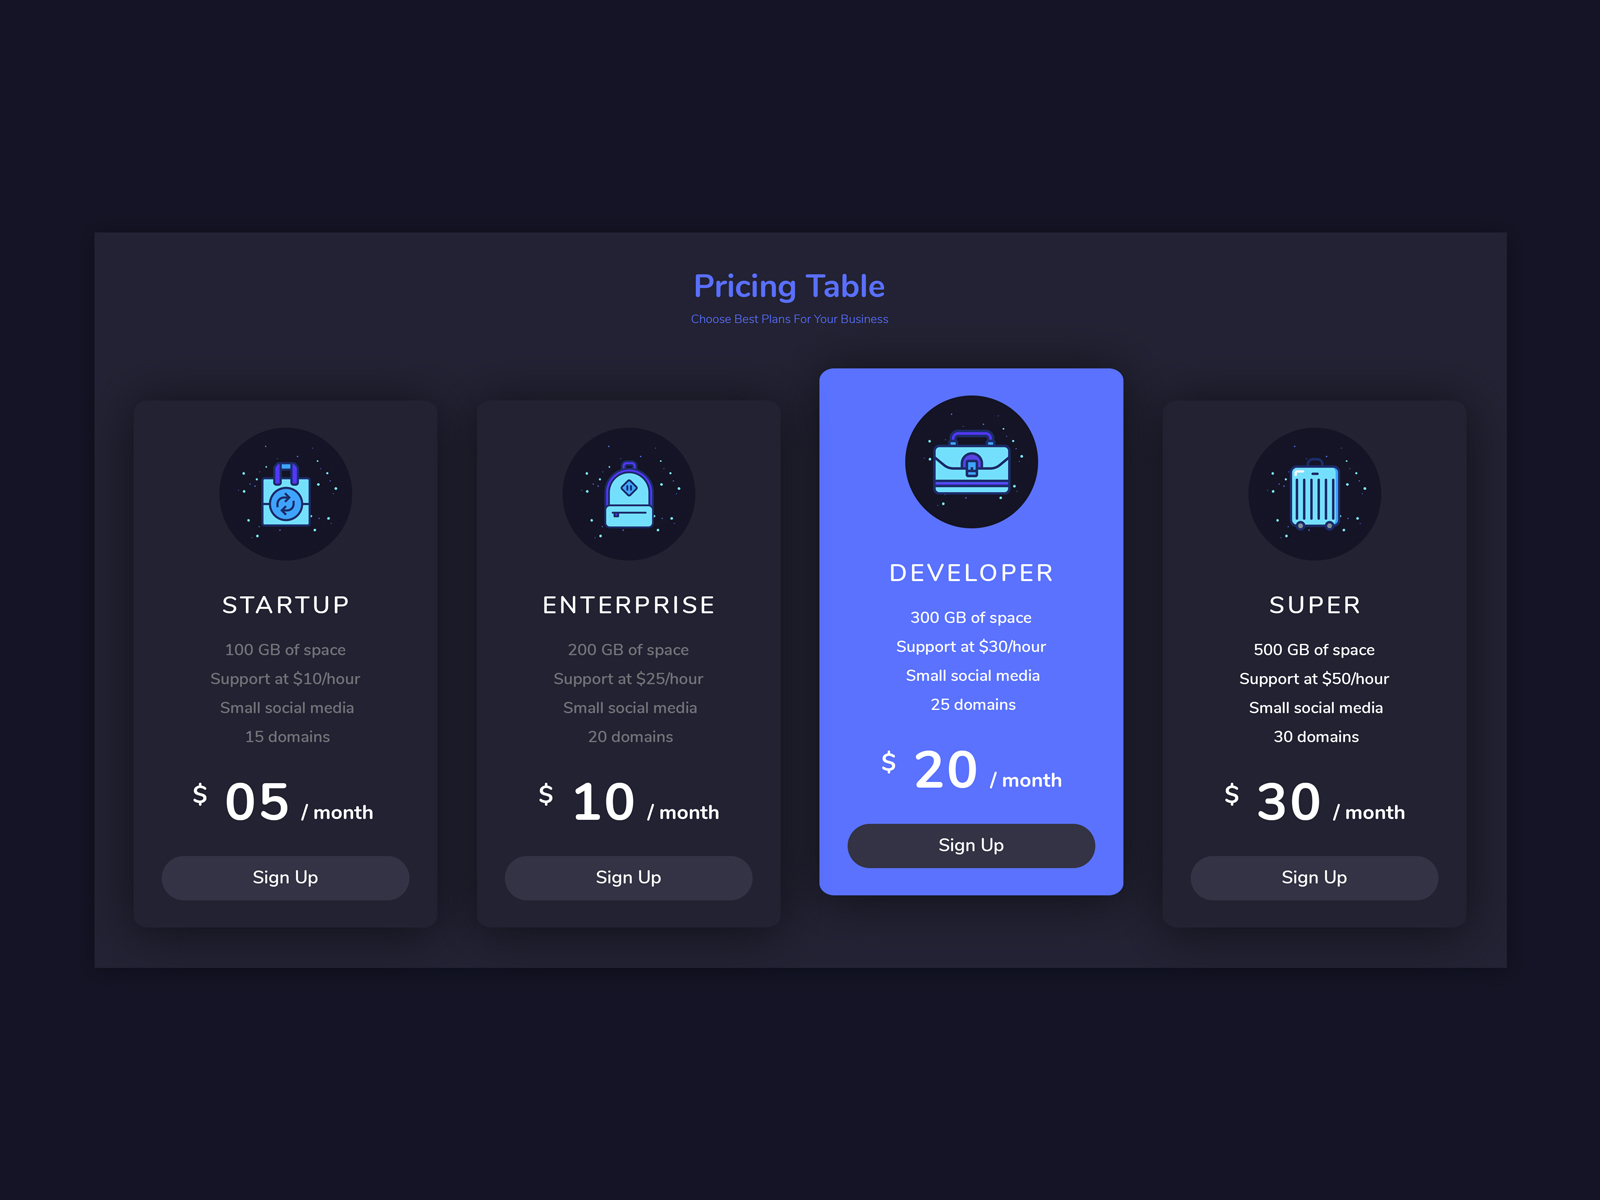 Pricing Table
Choose Best Plans For Your Business
STARTUP
100 GB of space
Support at $10/hour
Small social media
15 domains
$ 05 / month
Sign Up
ENTERPRISE
200 GB of space
Support at $25/hour
Small social media
20 domains
$ 10 / month
Sign Up
DEVELOPER
300 GB of space
Support at $30/hour
Small social media
25 domains
$ 20 / month
Sign Up
SUPER
500 GB of space
Support at $50/hour
Small social media
30 domains
$ 30 / month
Sign Up